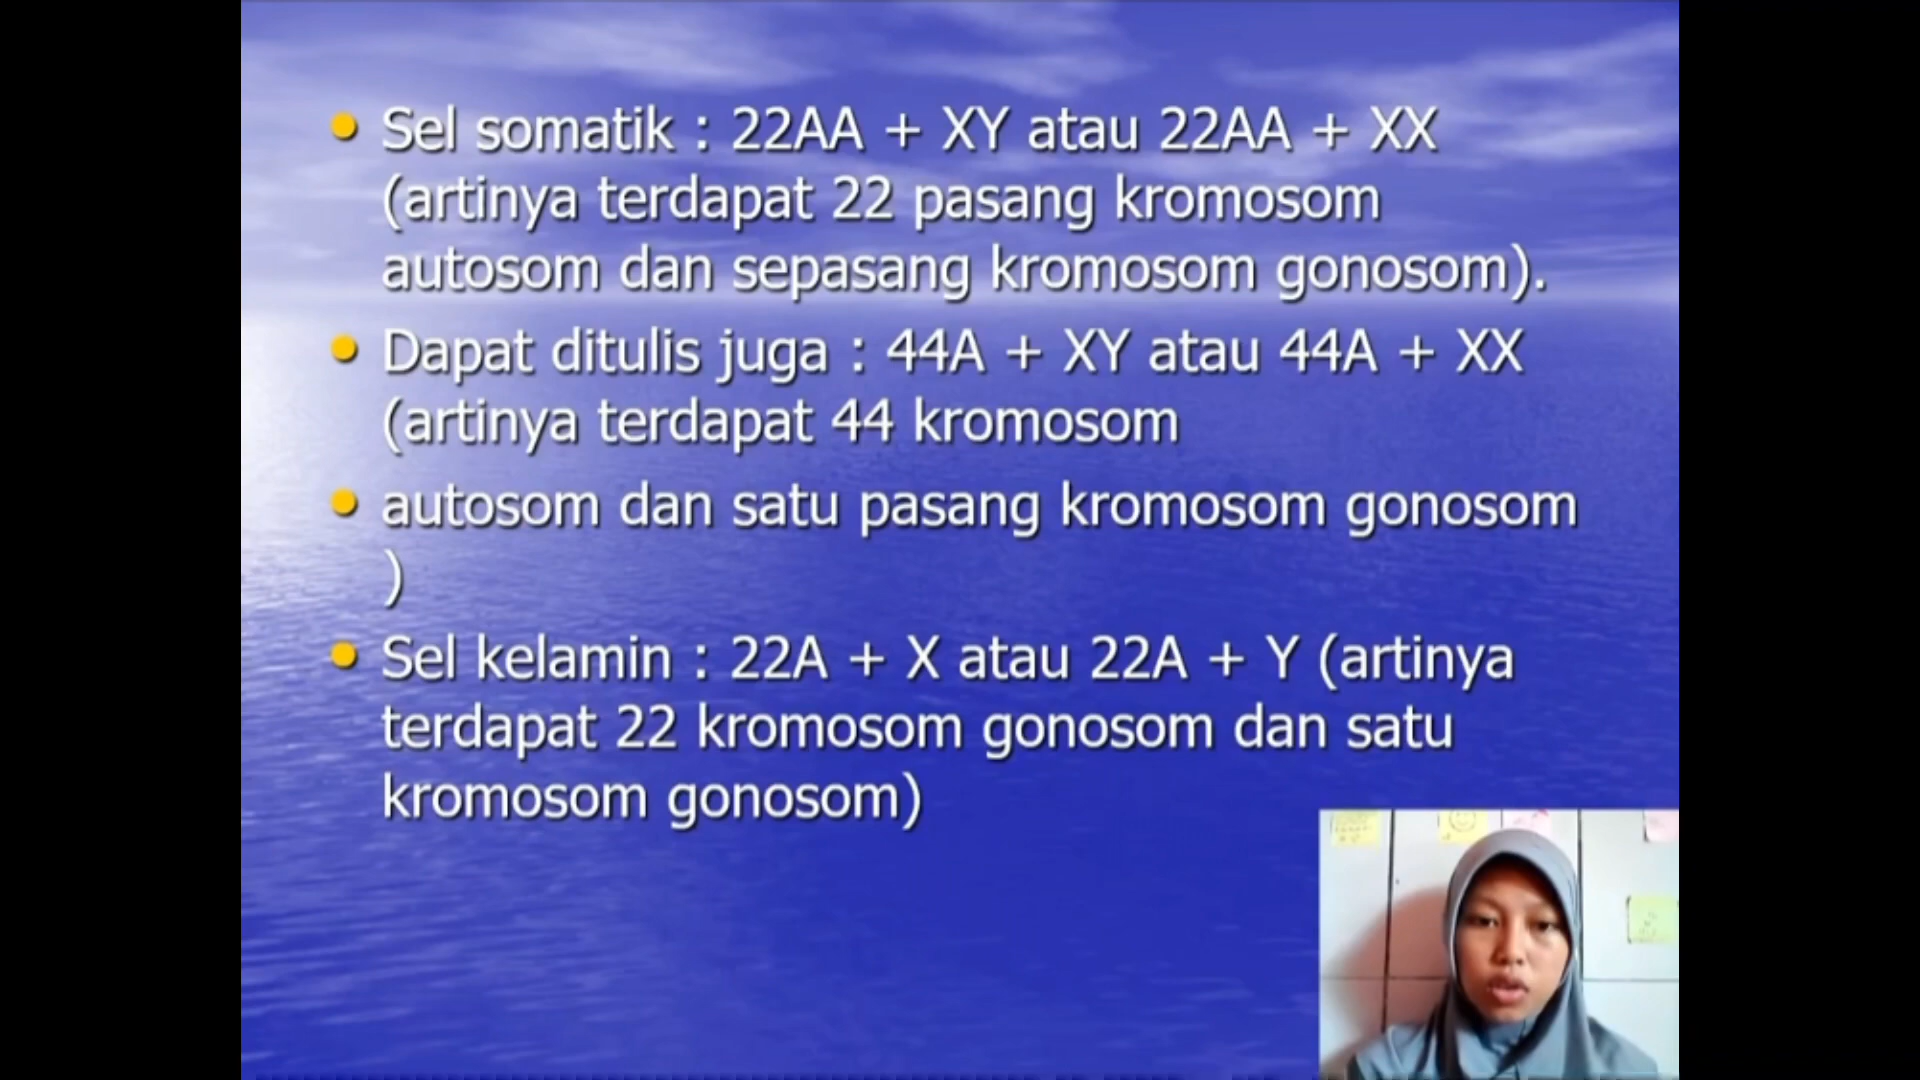 Sel somatik : 22AA + XY atau 22AA + XX
(artinya terdapat 22 pasang kromosom
autosom dan sepasang kromosom gonosom).
Dapat ditulis juga : 44A + XY atau 44A + XX
(artinya terdapat 44 kromosom
autosom dan satu pasang kromosom gonosom
)
Sel kelamin : 22A + X atau 22A + Y (artinya
terdapat 22 kromosom gonosom dan satu
kromosom gonosom)